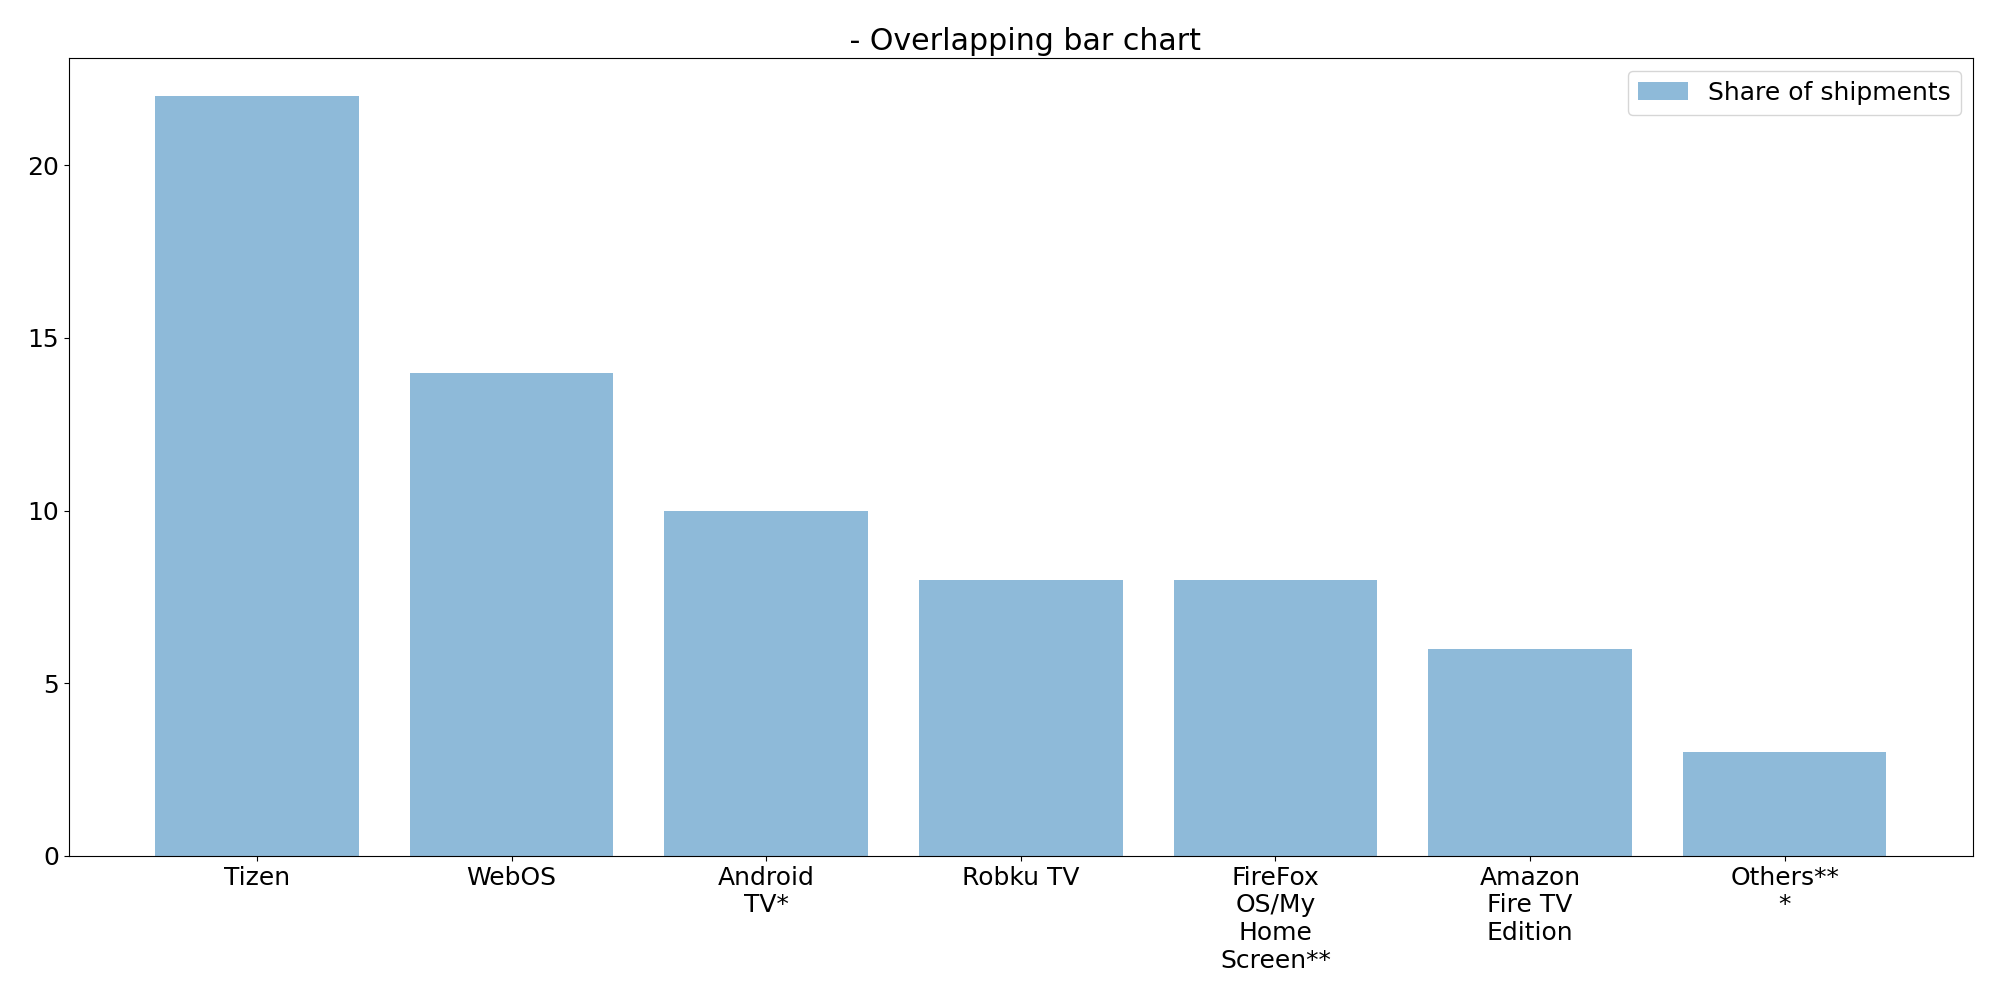 - Overlapping bar chart
Share of shipments
20
15
10
5
0
Tizen
WebOS
Android
TV*
Robku TV
FireFox
OS/My
Home
Screen**
Amazon
Fire TV
Edition
Others**
*